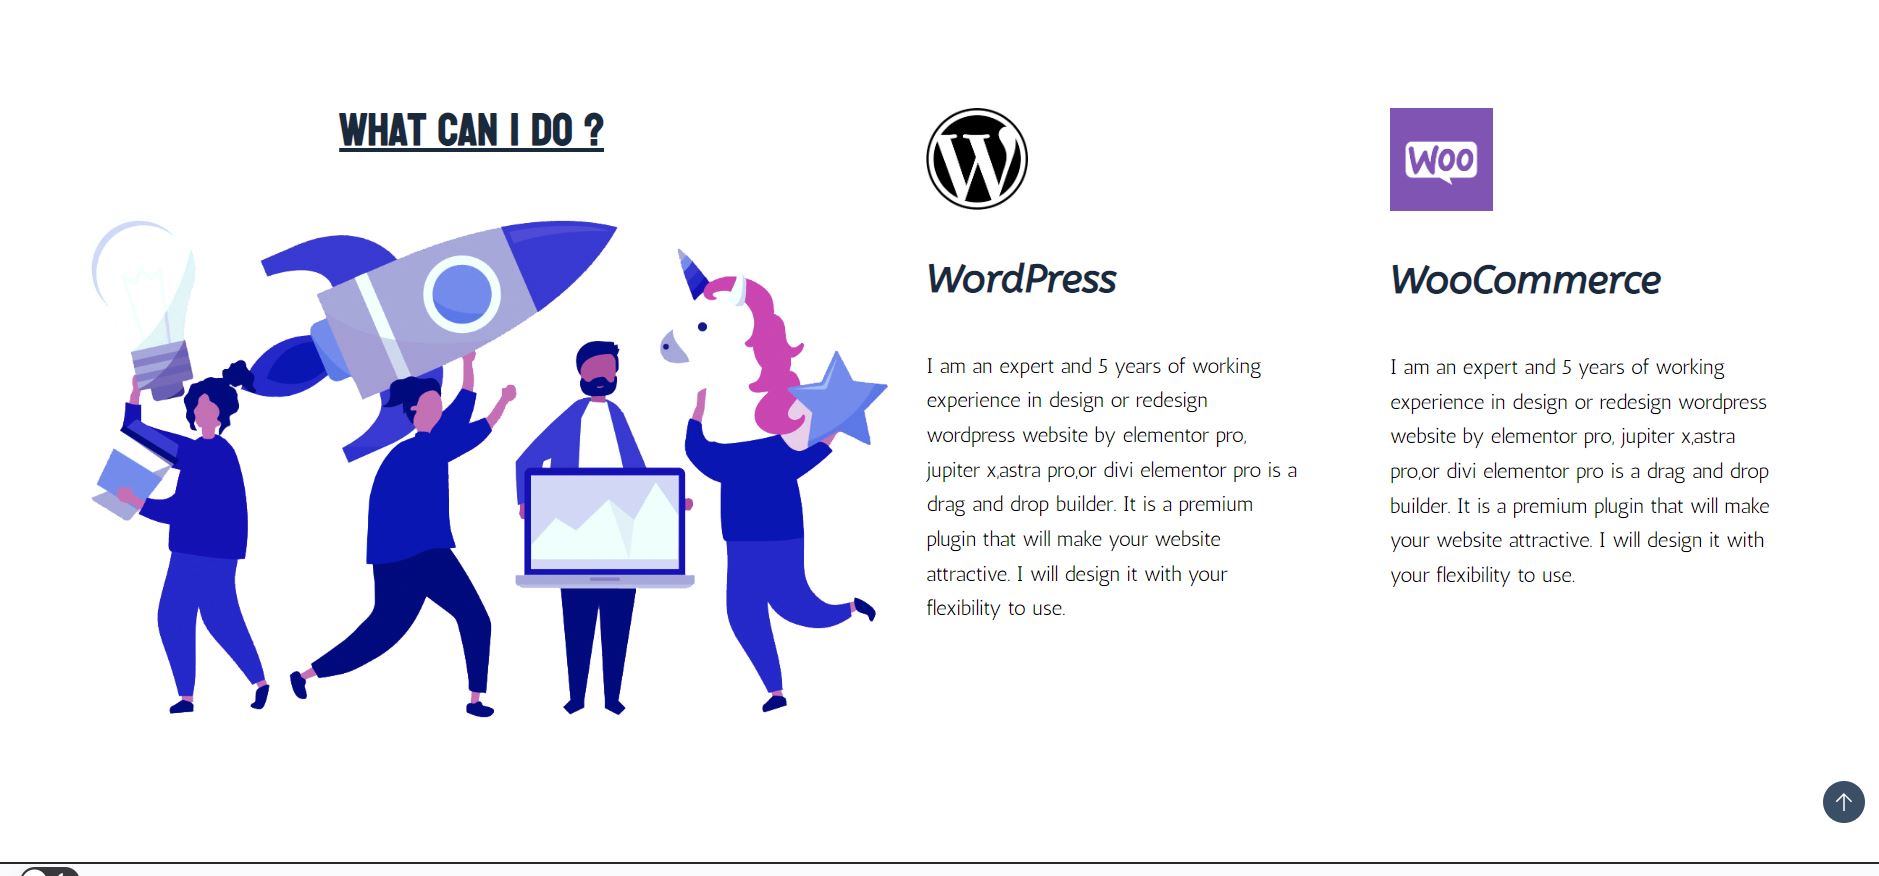 WHAT CAN I DO ?
W
WordPress
I am an expert and 5 years of working
experience in design or redesign
wordpress website by elementor pro,
jupiter x,astra pro,or divi elementor pro is a
drag and drop builder. It is a premium
plugin that will make your website
attractive. I will design it with your
flexibility to use.
Woo
WooCommerce
I am an expert and 5 years of working
experience in design or redesign wordpress
website by elementor pro, jupiter x,astra
pro,or divi elementor pro is a drag and drop
builder. It is a premium plugin that will make
your website attractive. I will design it with
your flexibility to use.